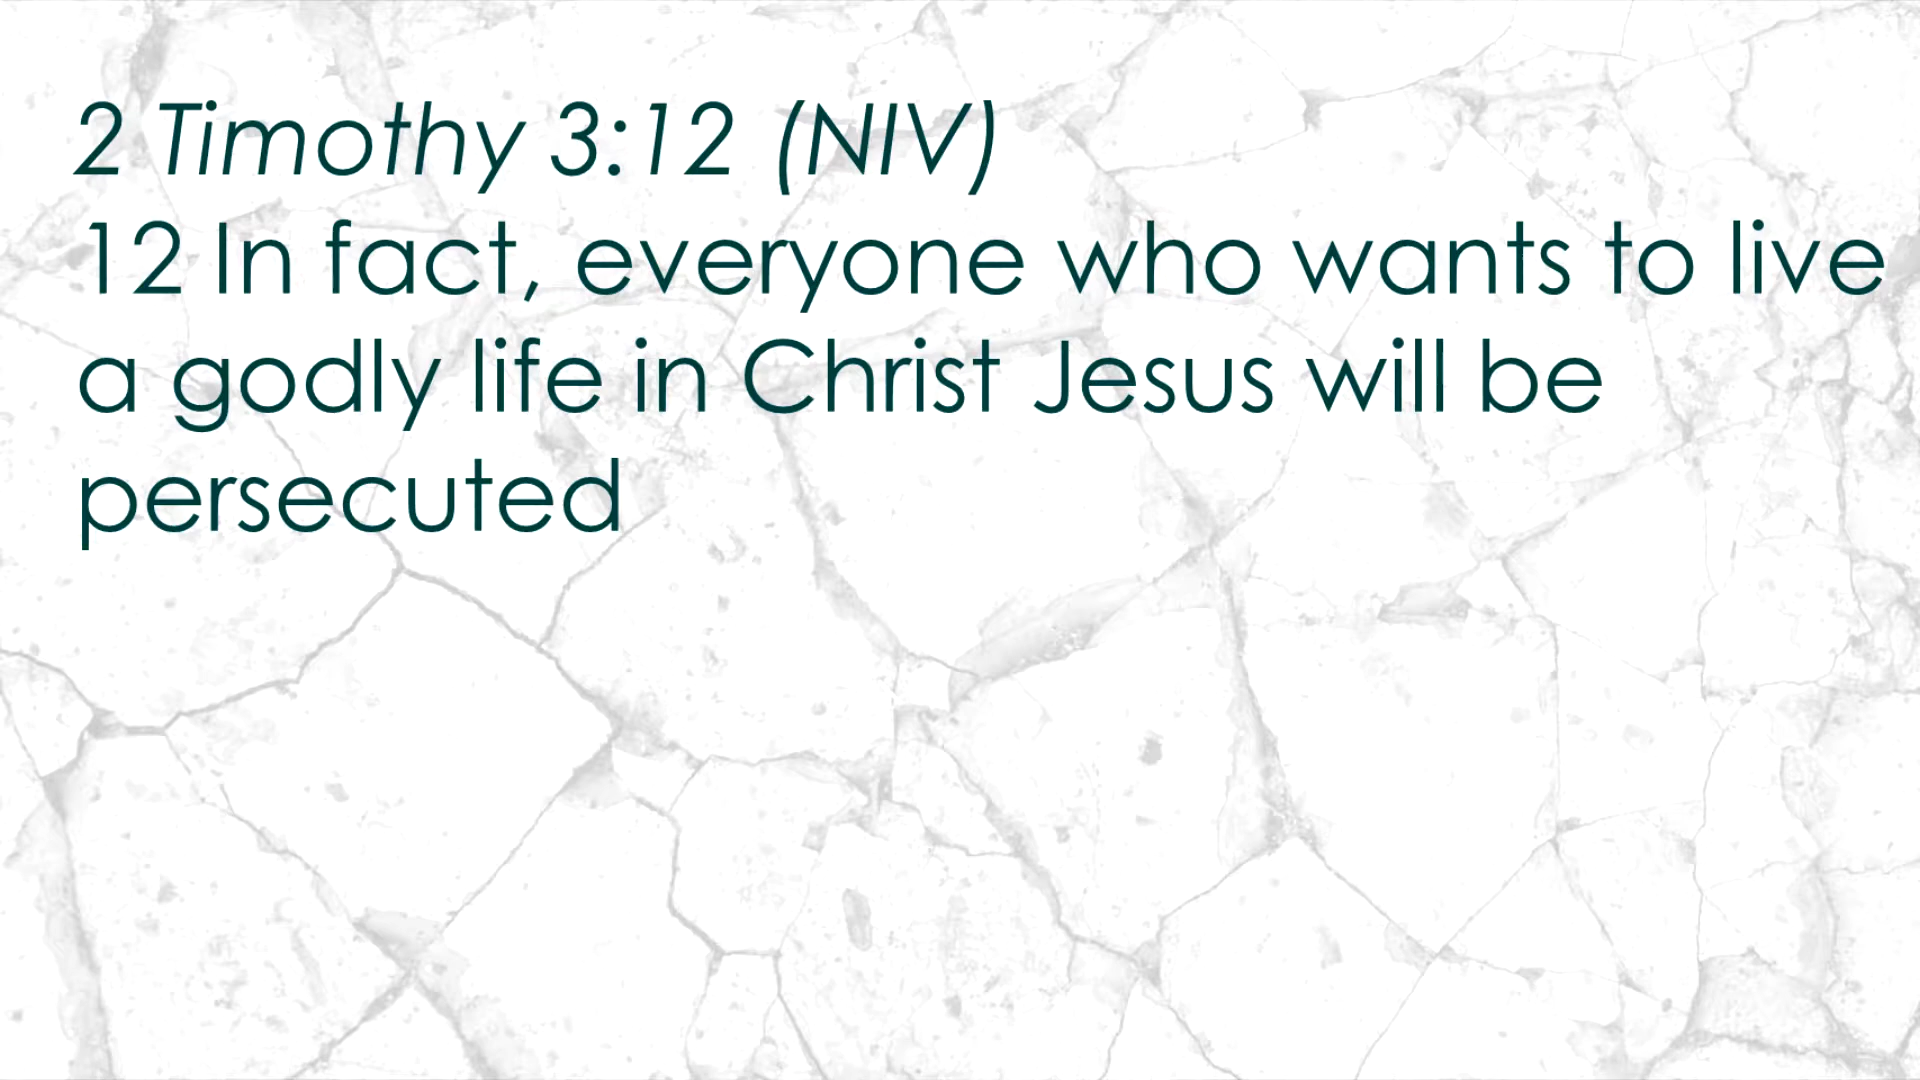 2 Timothy 3:12 (NIV)
12 In fact, everyone who wants to live
a godly life in Christ Jesus will be
persecuted